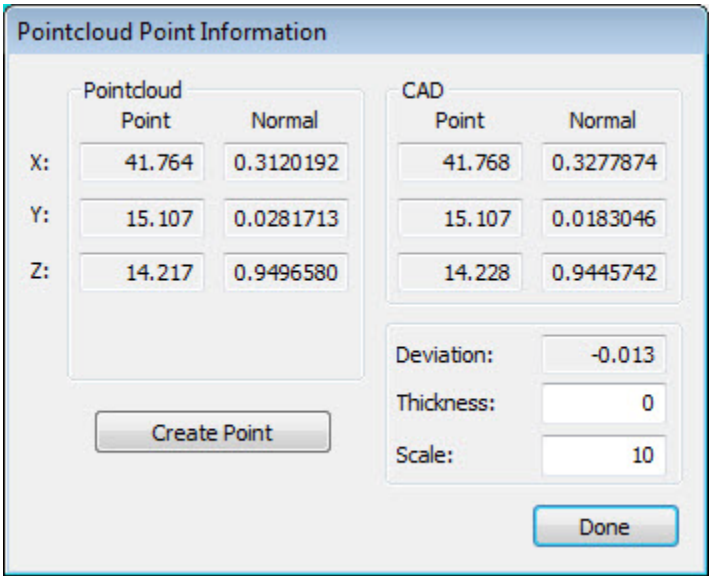 Pointcloud Point Information
Pointcloud
CAD
Point Normal
Point Normal
X: 41.764 0.3120192 41.768 0.3277874
Y: 15.107 0.0281713 15.107 0.0183046
Z: 14.217 0.9496580 14.228 0.9445742
Deviation: -0.013
Thickness: 0
Create Point
Scale: 10
Done